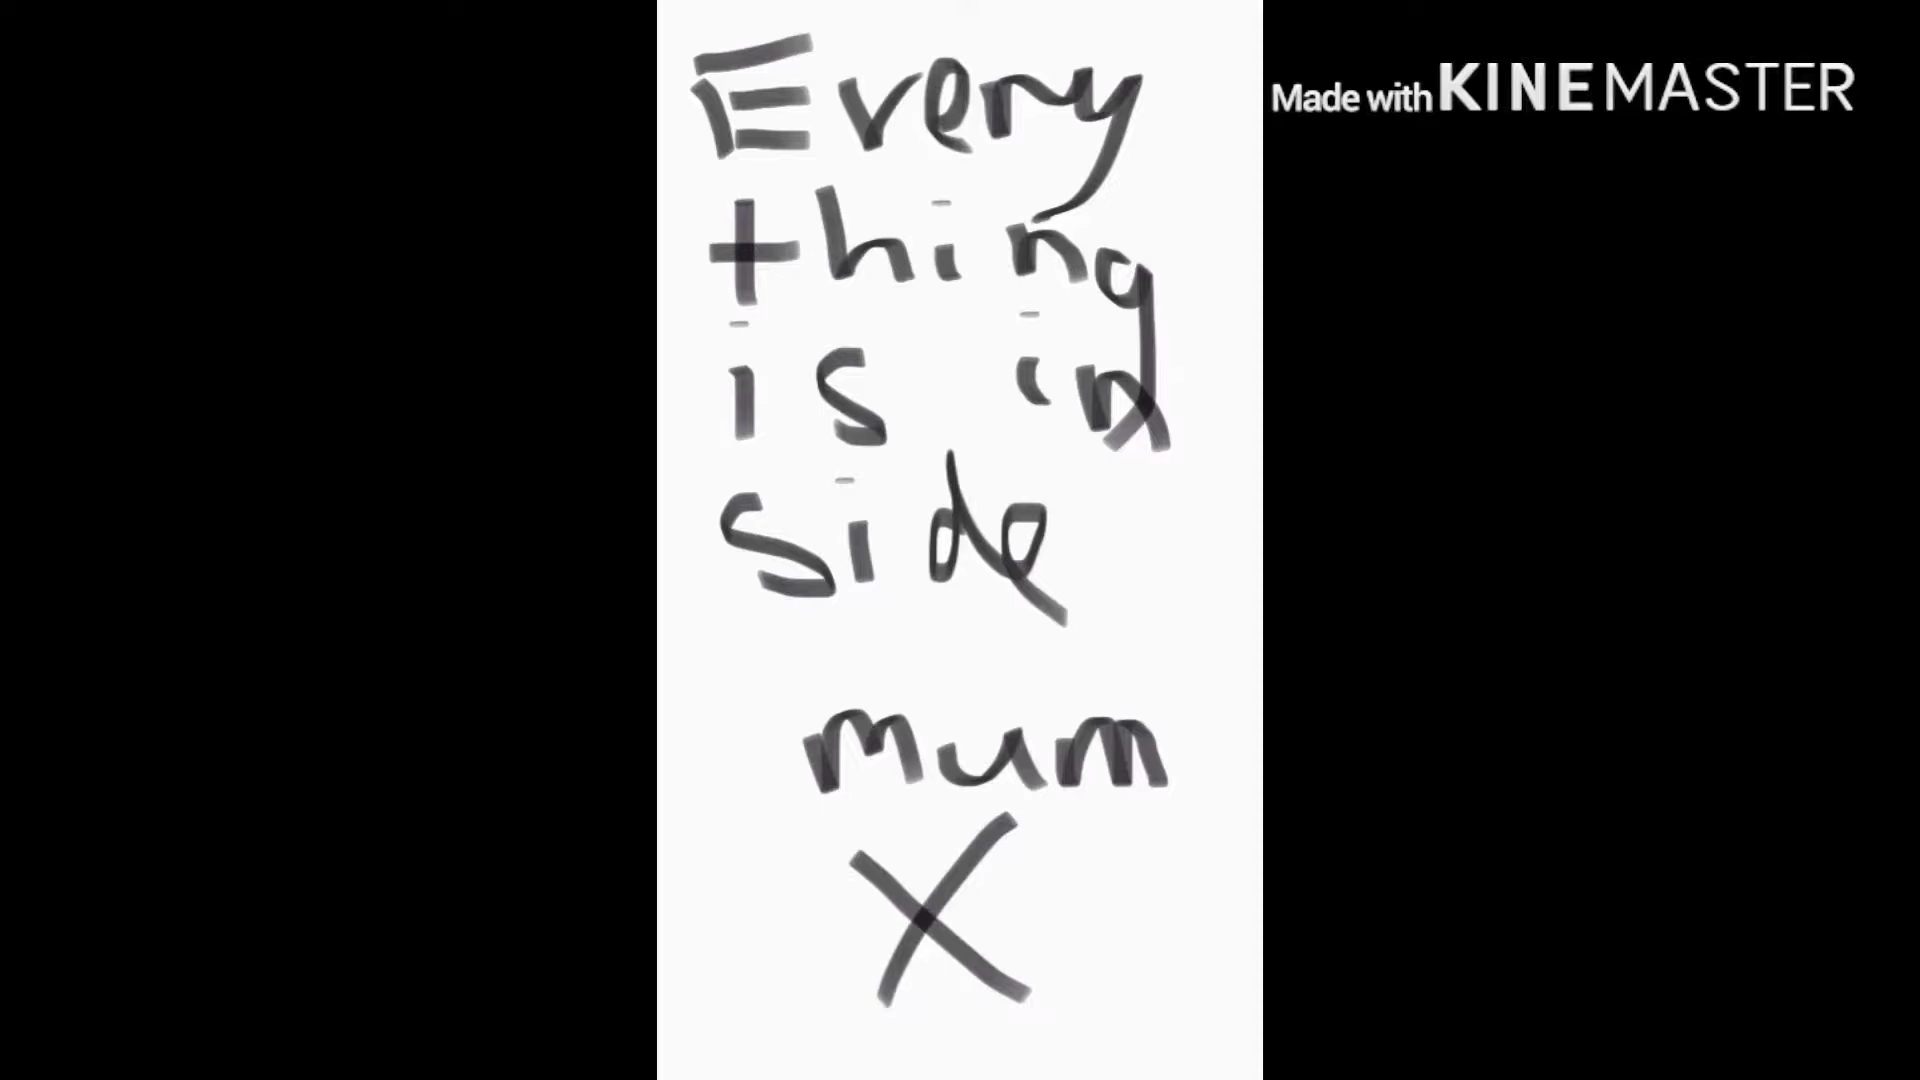 Every
thing
is in
side
mum
X
Made with KINEMASTER